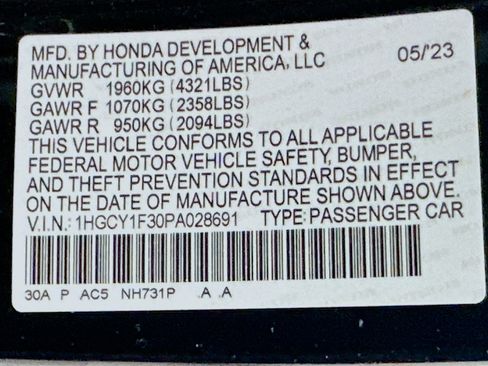 MFD. BY HONDA DEVELOPMENT & 05/'23
MANUFACTURING OF AMERICA, LLC
GVWR 1960KG (4321LBS)
GAWR F 1070KG (2358LBS)
GAWR R 950KG (2094LBS)
THIS VEHICLE CONFORMS TO ALL APPLICABLE
FEDERAL MOTOR VEHICLE SAFETY, BUMPER,
AND THEFT PREVENTION STANDARDS IN EFFECT
ON THE DATE OF MANUFACTURE SHOWN ABOVE.
V.I.N.: 1HGCY1F30PA028691 TYPE: PASSENGER CAR
30A P AC5 NH731P A A